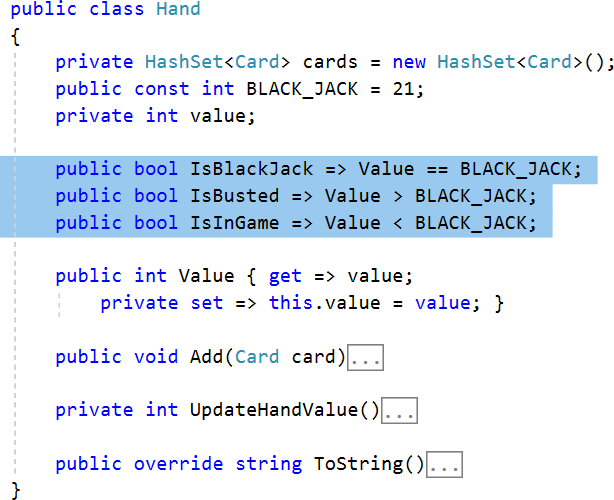 public class Hand
{
    private HashSet<Card> cards = new HashSet<Card>();
    public const int BLACK_JACK = 21;
    private int value;
    public bool IsBlackJack => Value == BLACK_JACK;
    public bool IsBusted => Value > BLACK_JACK;
    public bool IsInGame => Value < BLACK_JACK;
    public int Value { get => value;
        private set => this.value = value; }
    public void Add(Card card)...
    private int UpdateHandValue()...
    public override string ToString()...
}